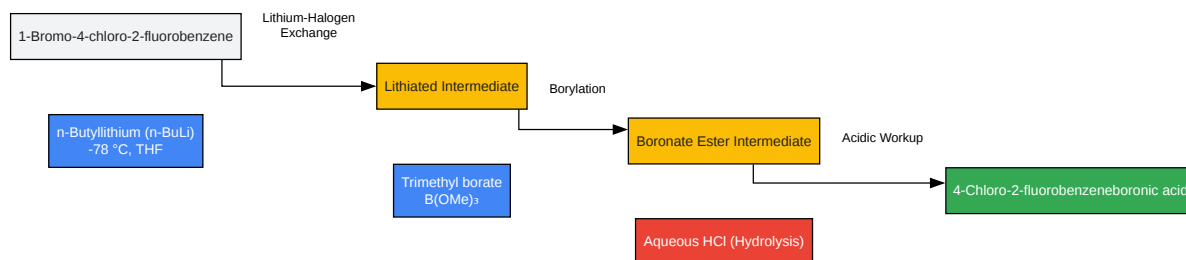 1-Bromo-4-chloro-2-fluorobenzene
Lithium-Halogen
Exchange
n-Butyllithium (n-BuLi)
-78 °C, THF
Lithiated Intermediate
Borylation
Trimethyl borate
B(OMe)₃
Boronate Ester Intermediate
Acidic Workup
Aqueous HCl (Hydrolysis)
4-Chloro-2-fluorobenzeneboronic acid